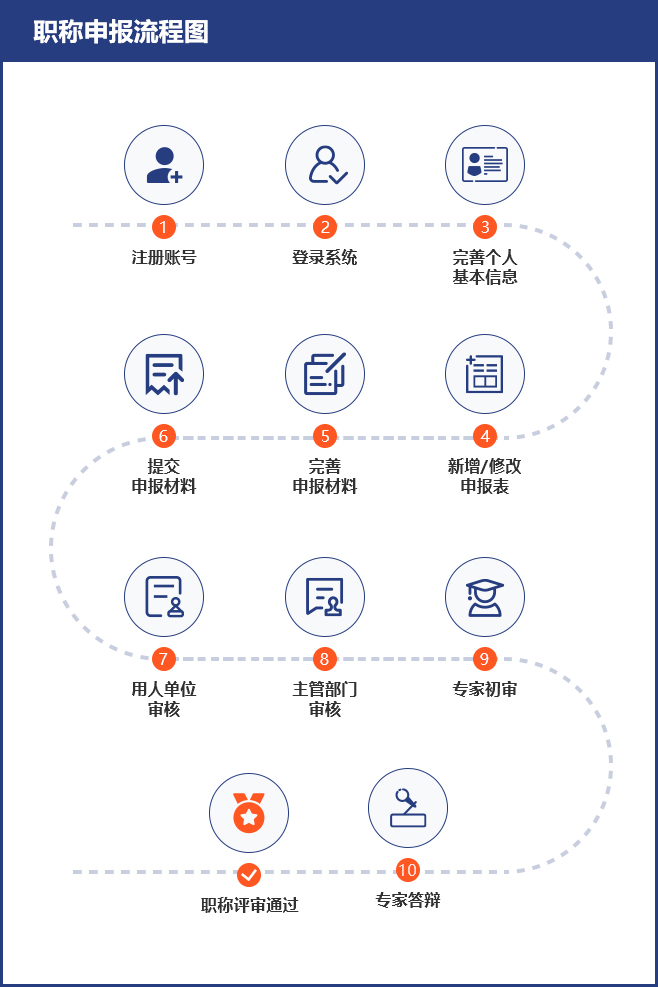 职称申报流程图
1
注册账号
2
登录系统
3
完善个人
基本信息
4
新增/修改
申报表
5
完善
申报材料
6
提交
申报材料
7
用人单位
审核
8
主管部门
审核
9
专家初审
10
专家答辩
职称评审通过